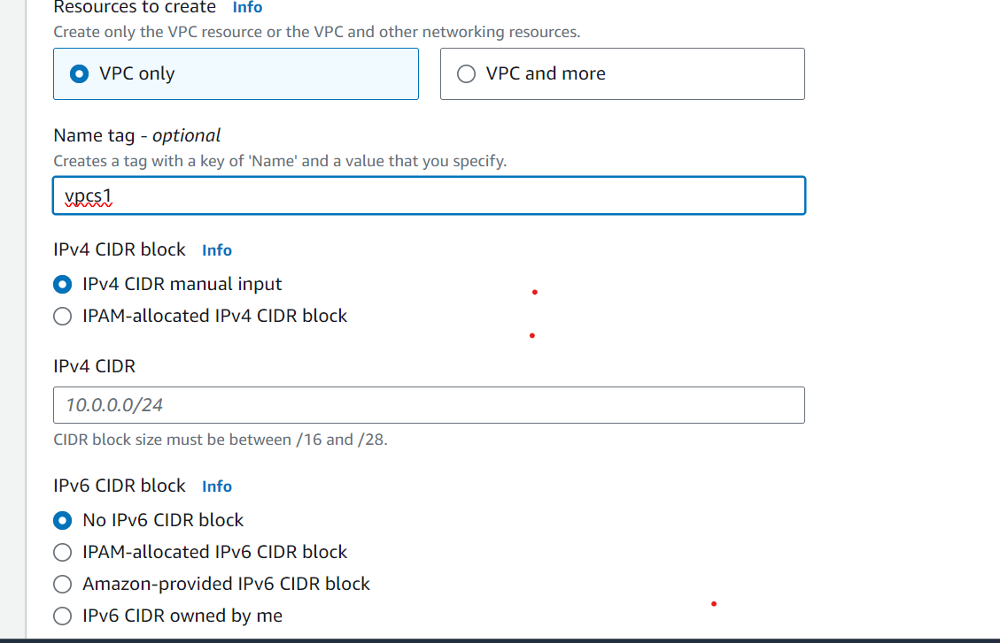 Resources to create Info
Create only the VPC resource or the VPC and other networking resources.
VPC only VPC and more
Name tag - optional
Creates a tag with a key of 'Name' and a value that you specify.
vpcs1
IPv4 CIDR block Info
IPv4 CIDR manual input
IPAM-allocated IPv4 CIDR block
IPv4 CIDR
10.0.0.0/24
CIDR block size must be between /16 and /28.
IPv6 CIDR block Info
No IPv6 CIDR block
IPAM-allocated IPv6 CIDR block
Amazon-provided IPv6 CIDR block
IPv6 CIDR owned by me